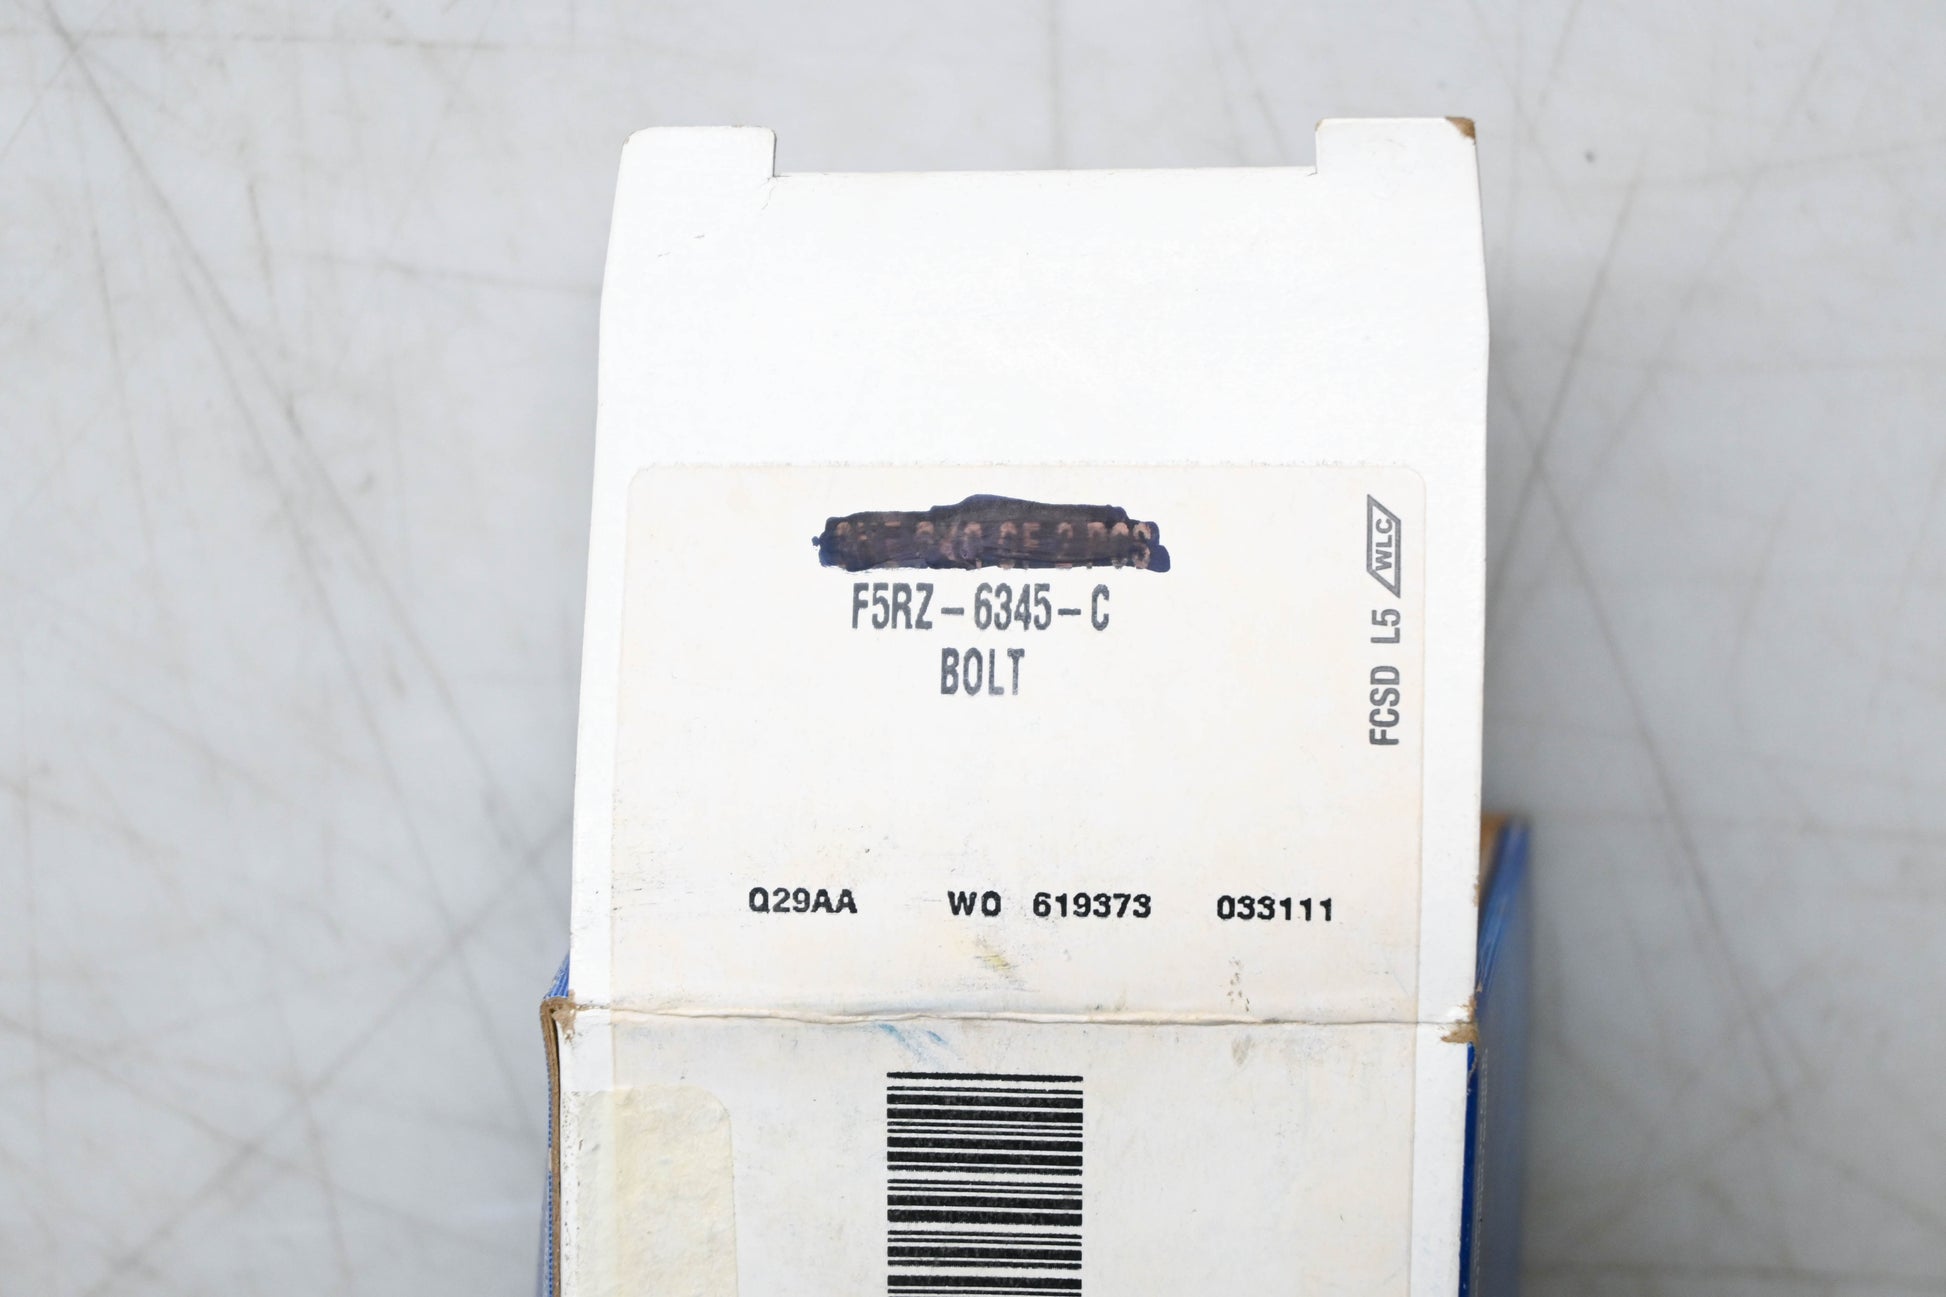 F5RZ-6345-C
BOLT
FCSD L5 WLC
Q29AA WO 619373 033111